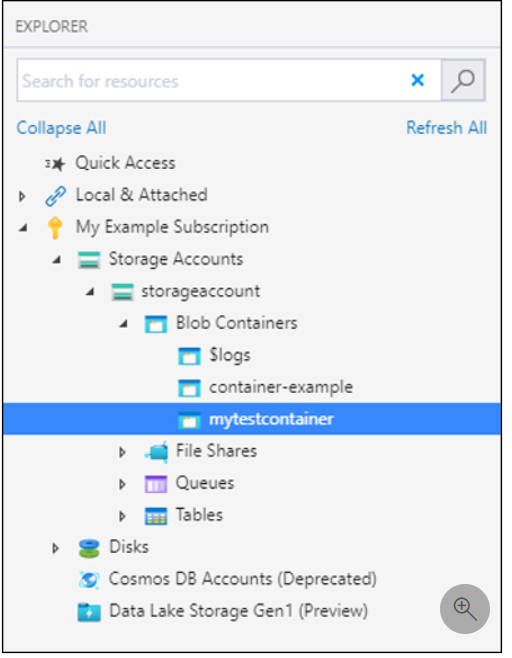 EXPLORER
Search for resources
Collapse All Refresh All
Quick Access
Local & Attached
My Example Subscription
Storage Accounts
storageaccount
Blob Containers
$logs
container-example
mytestcontainer
File Shares
Queues
Tables
Disks
Cosmos DB Accounts (Deprecated)
Data Lake Storage Gen1 (Preview)